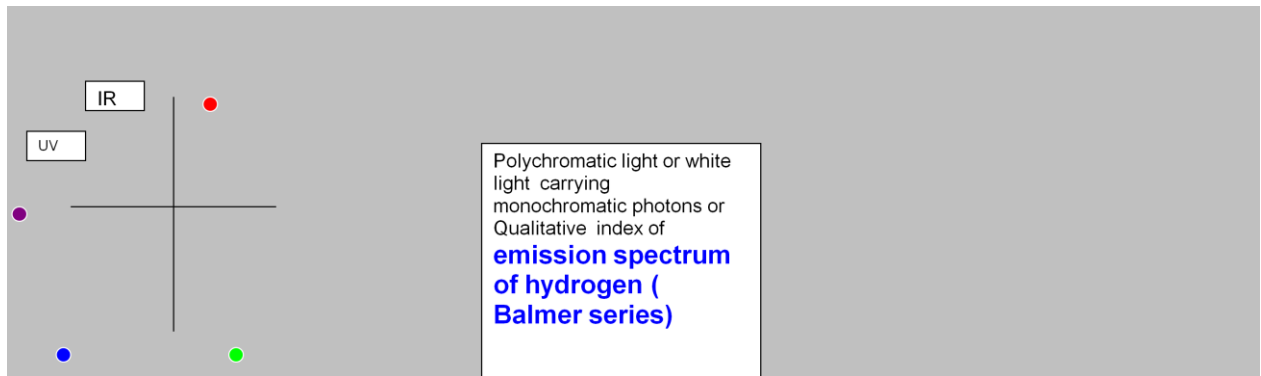 IR
UV
Polychromatic light or white
light carrying
monochromatic photons or
Qualitative index of
emission spectrum
of hydrogen (
Balmer series)